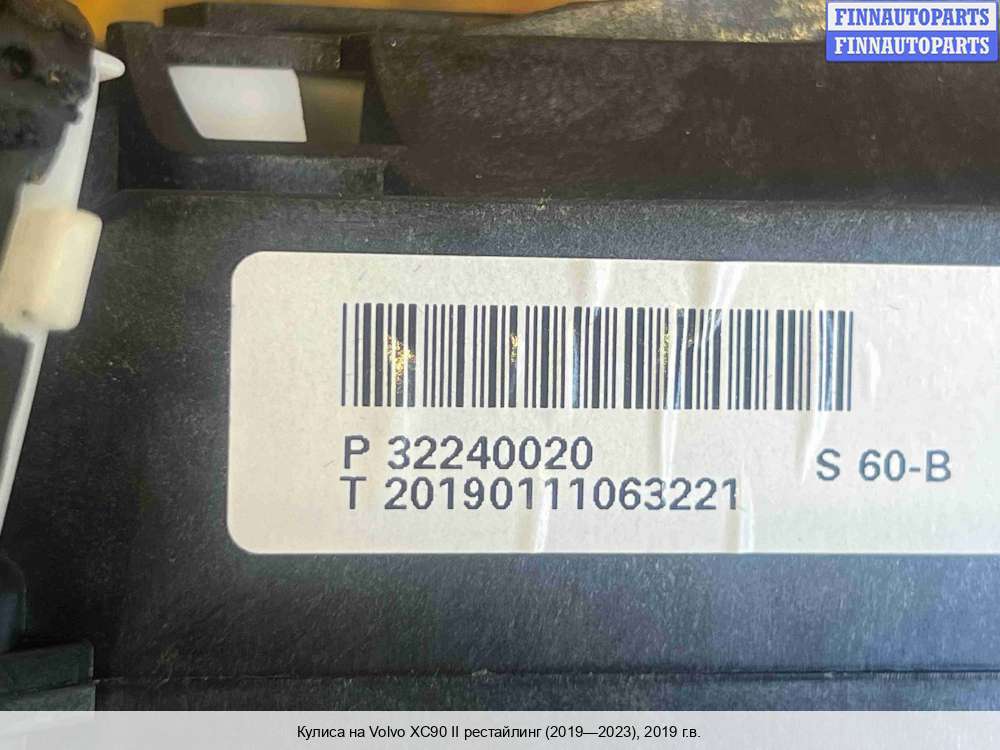 FINNAUTOPARTS
FINNAUTOPARTS
P 32240020
S 60-B
T 20190111063221
Кулиса на Volvo XC90 II рестайлинг (2019—2023), 2019 г.в.